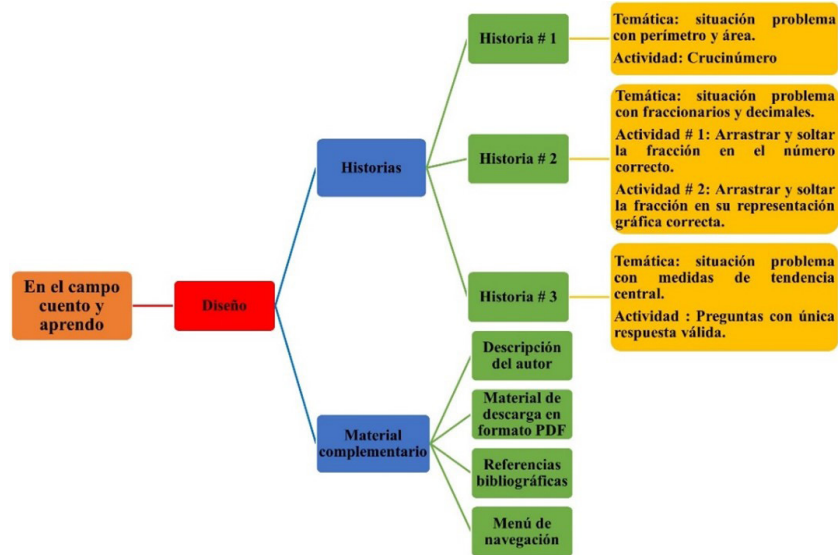 En el campo
cuento y
aprendo
Diseño
Historias
Historia # 1
Temática: situación problema
con perímetro y área.
Actividad: Crucinúmero
Historia # 2
Temática: situación problema
con fraccionarios y decimales.
Actividad # 1: Arrastrar y soltar
la fracción en el número
correcto.
Actividad # 2: Arrastrar y soltar
la fracción en su representación
gráfica correcta.
Historia # 3
Temática: situación problema
con medidas de tendencia
central.
Actividad : Preguntas con única
respuesta válida.
Material
complementario
Descripción
del autor
Material de
descarga en
formato PDF
Referencias
bibliográficas
Menú de
navegación